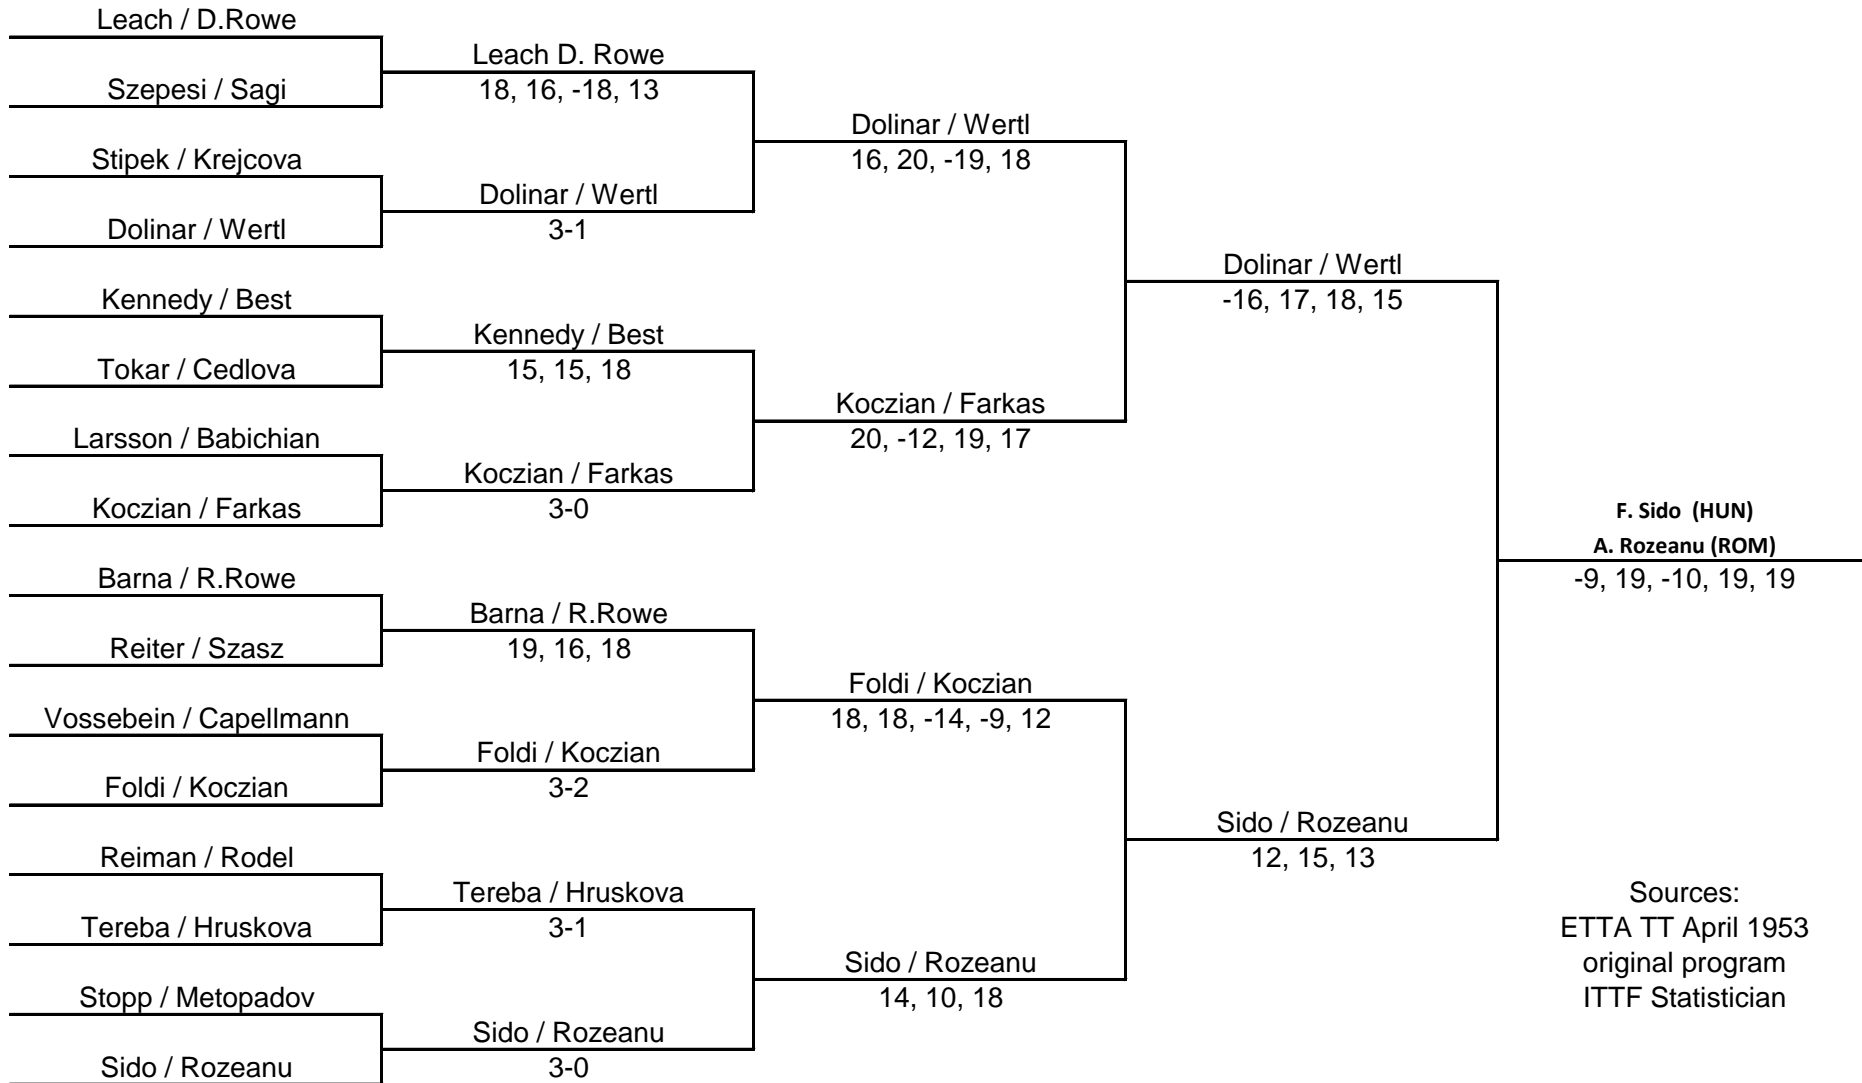 Leach / D.Rowe
Szepesi / Sagi
Stipek / Krejcova
Dolinar / Wertl
Kennedy / Best
Tokar / Cedlova
Larsson / Babichian
Koczian / Farkas
Barna / R.Rowe
Reiter / Szasz
Vossebein / Capellmann
Foldi / Koczian
Reiman / Rodel
Tereba / Hruskova
Stopp / Metopadov
Sido / Rozeanu
Leach D. Rowe
18, 16, -18, 13
Dolinar / Wertl
3-1
Kennedy / Best
15, 15, 18
Koczian / Farkas
3-0
Barna / R.Rowe
19, 16, 18
Foldi / Koczian
3-2
Tereba / Hruskova
3-1
Sido / Rozeanu
3-0
Dolinar / Wertl
16, 20, -19, 18
Koczian / Farkas
20, -12, 19, 17
Foldi / Koczian
18, 18, -14, -9, 12
Sido / Rozeanu
14, 10, 18
Dolinar / Wertl
-16, 17, 18, 15
Sido / Rozeanu
12, 15, 13
F. Sido (HUN)
A. Rozeanu (ROM)
-9, 19, -10, 19, 19
Sources:
ETTA TT April 1953
original program
ITTF Statistician